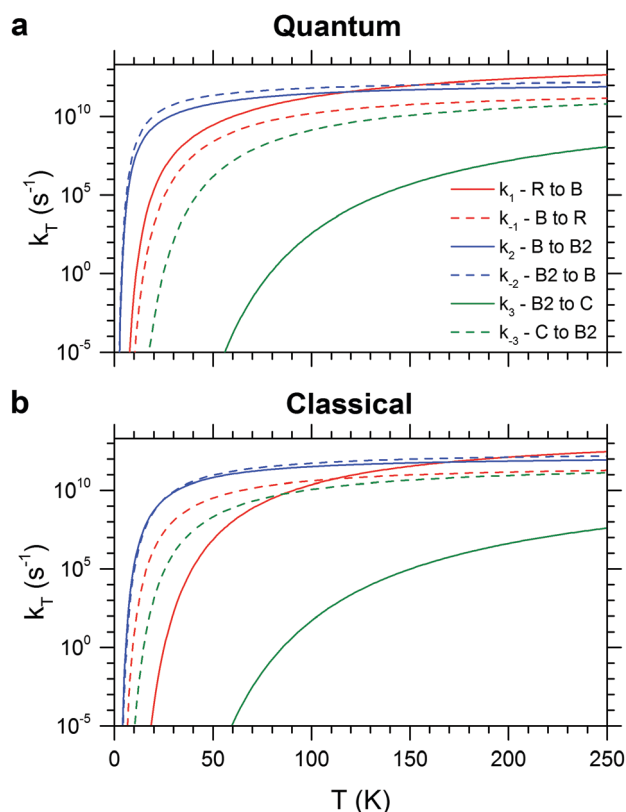 a
Quantum
10^10
10^5
10^0
10^-5
k_T (s^-1)
k_1 - R to B
k_-1 - B to R
k_2 - B to B2
k_-2 - B2 to B
k_3 - B2 to C
k_-3 - C to B2
b
Classical
10^10
10^5
10^0
10^-5
k_T (s^-1)
0 50 100 150 200 250
T (K)